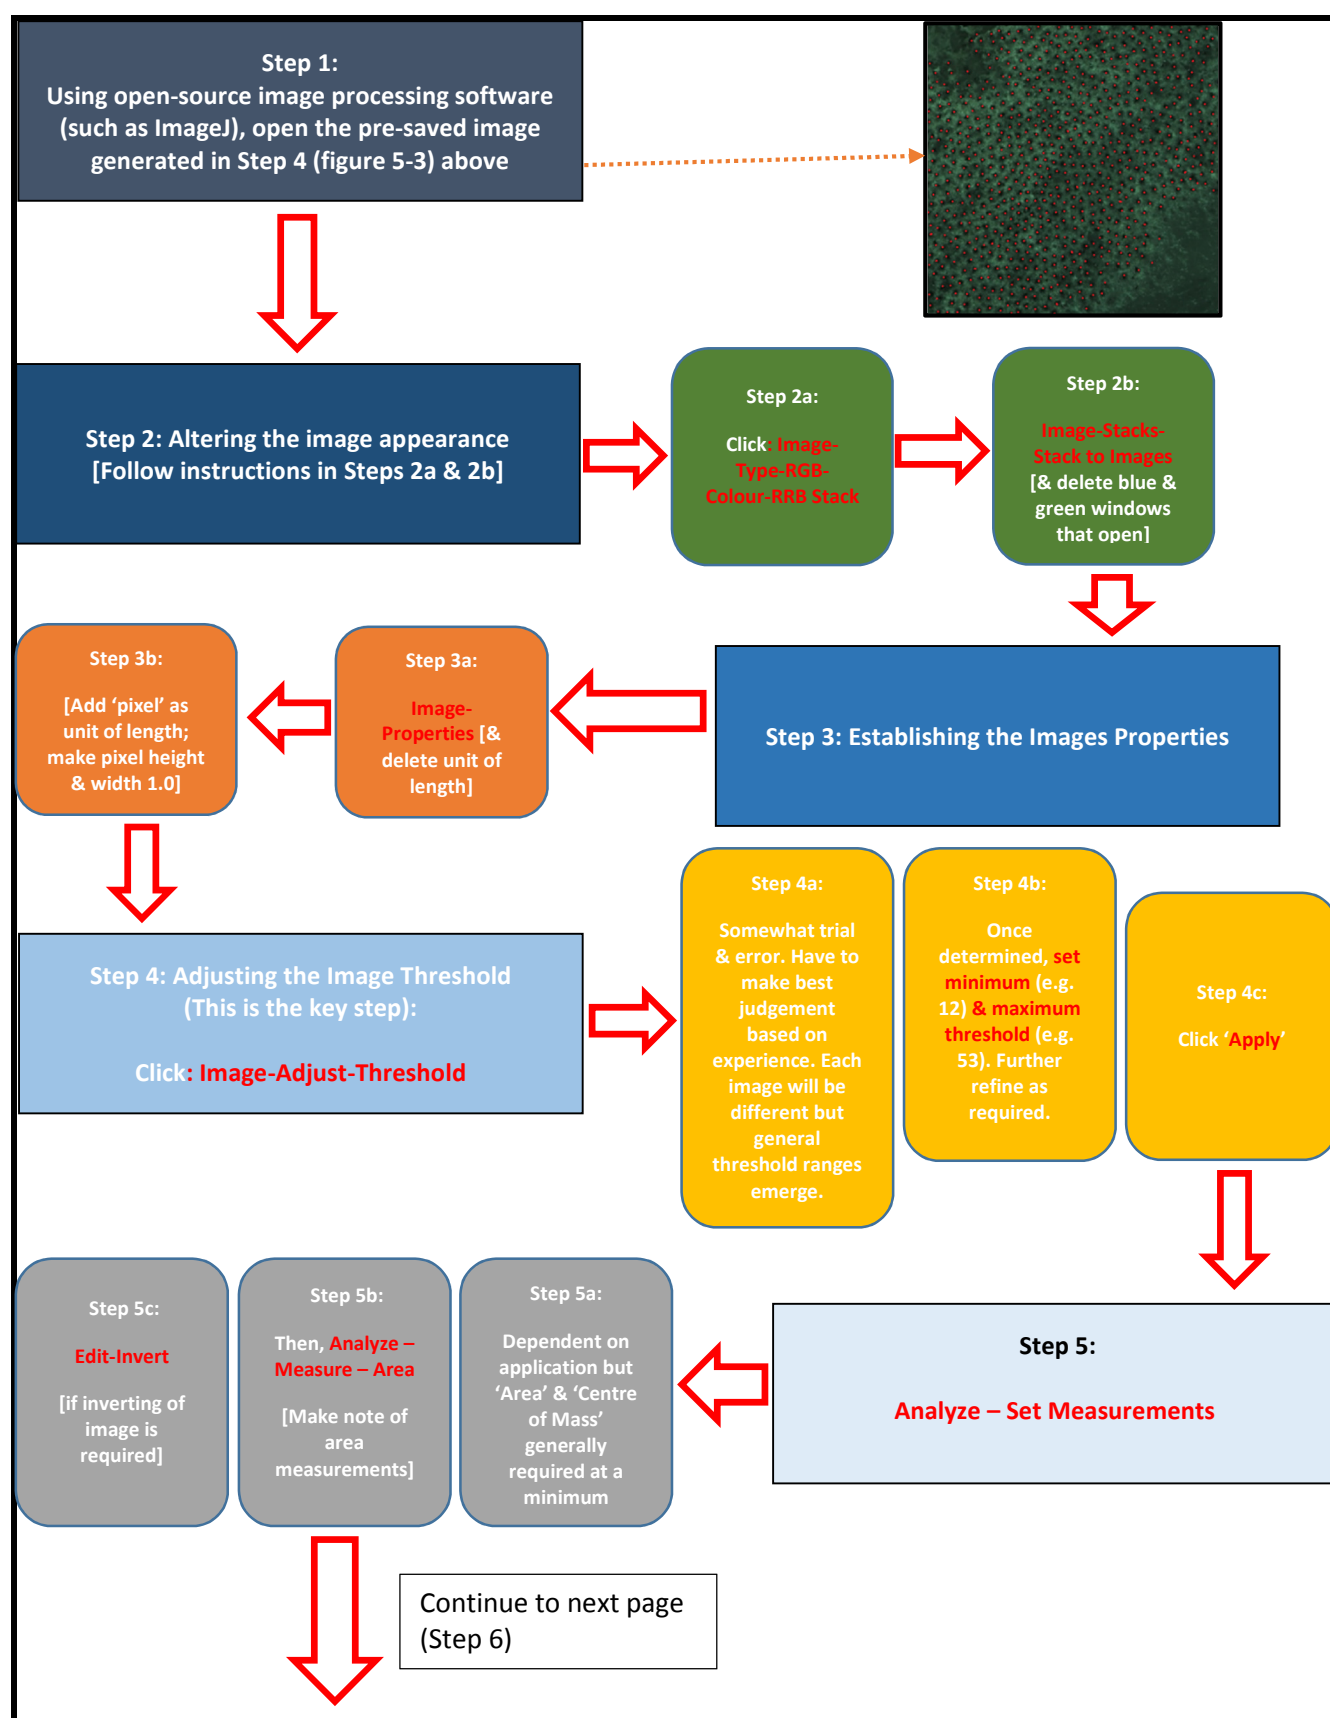 Step 1:
Using open-source image processing software
(such as ImageJ), open the pre-saved image
generated in Step 4 (figure 5-3) above
Step 2: Altering the image appearance
[Follow instructions in Steps 2a & 2b]
Step 2a:
Click: Image-
Type-RGB-
Colour-RRB Stack
Step 2b:
Image-Stacks-
Stack to Images
[& delete blue &
green windows
that open]
Step 3: Establishing the Images Properties
Step 3a:
Image-
Properties [&
delete unit of
length]
Step 3b:
[Add ‘pixel’ as
unit of length;
make pixel height
& width 1.0]
Step 4: Adjusting the Image Threshold
(This is the key step):
Click: Image-Adjust-Threshold
Step 4a:
Somewhat trial
& error. Have to
make best
judgement
based on
experience. Each
image will be
different but
general
threshold ranges
emerge.
Step 4b:
Once
determined, set
minimum (e.g.
12) & maximum
threshold (e.g.
53). Further
refine as
required.
Step 4c:
Click ‘Apply’
Step 5:
Analyze – Set Measurements
Step 5a:
Dependent on
application but
‘Area’ & ‘Centre
of Mass’
generally
required at a
minimum
Step 5b:
Then, Analyze –
Measure – Area
[Make note of
area
measurements]
Step 5c:
Edit-Invert
[if inverting of
image is
required]
Continue to next page
(Step 6)